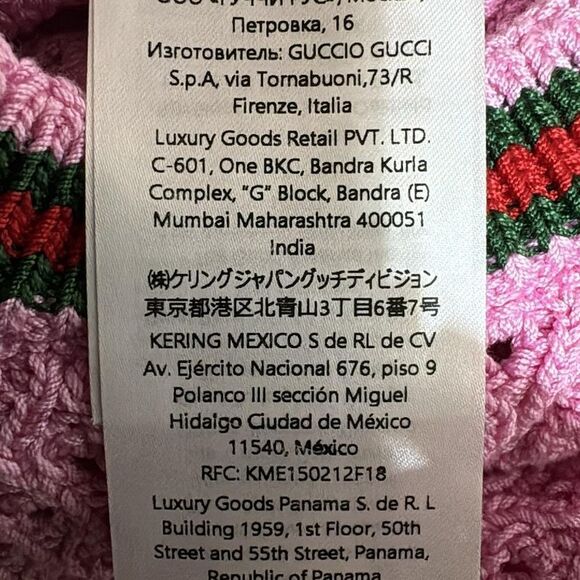 Петровка, 16
Изготовитель: GUCCIO GUCCI
S.p.A, via Tornabuoni,73/R
Firenze, Italia
Luxury Goods Retail PVT. LTD.
C-601, One BKC, Bandra Kurla
Complex, "G" Block, Bandra (E)
Mumbai Maharashtra 400051
India
㈱ケリングジャパングッチディビジョン
東京都港区北青山3丁目6番7号
KERING MEXICO S de RL de CV
Av. Ejército Nacional 676, piso 9
Polanco III sección Miguel
Hidalgo Ciudad de México
11540, México
RFC: KME150212F18
Luxury Goods Panama S. de R. L
Building 1959, 1st Floor, 50th
Street and 55th Street, Panama,
Republic of Panama